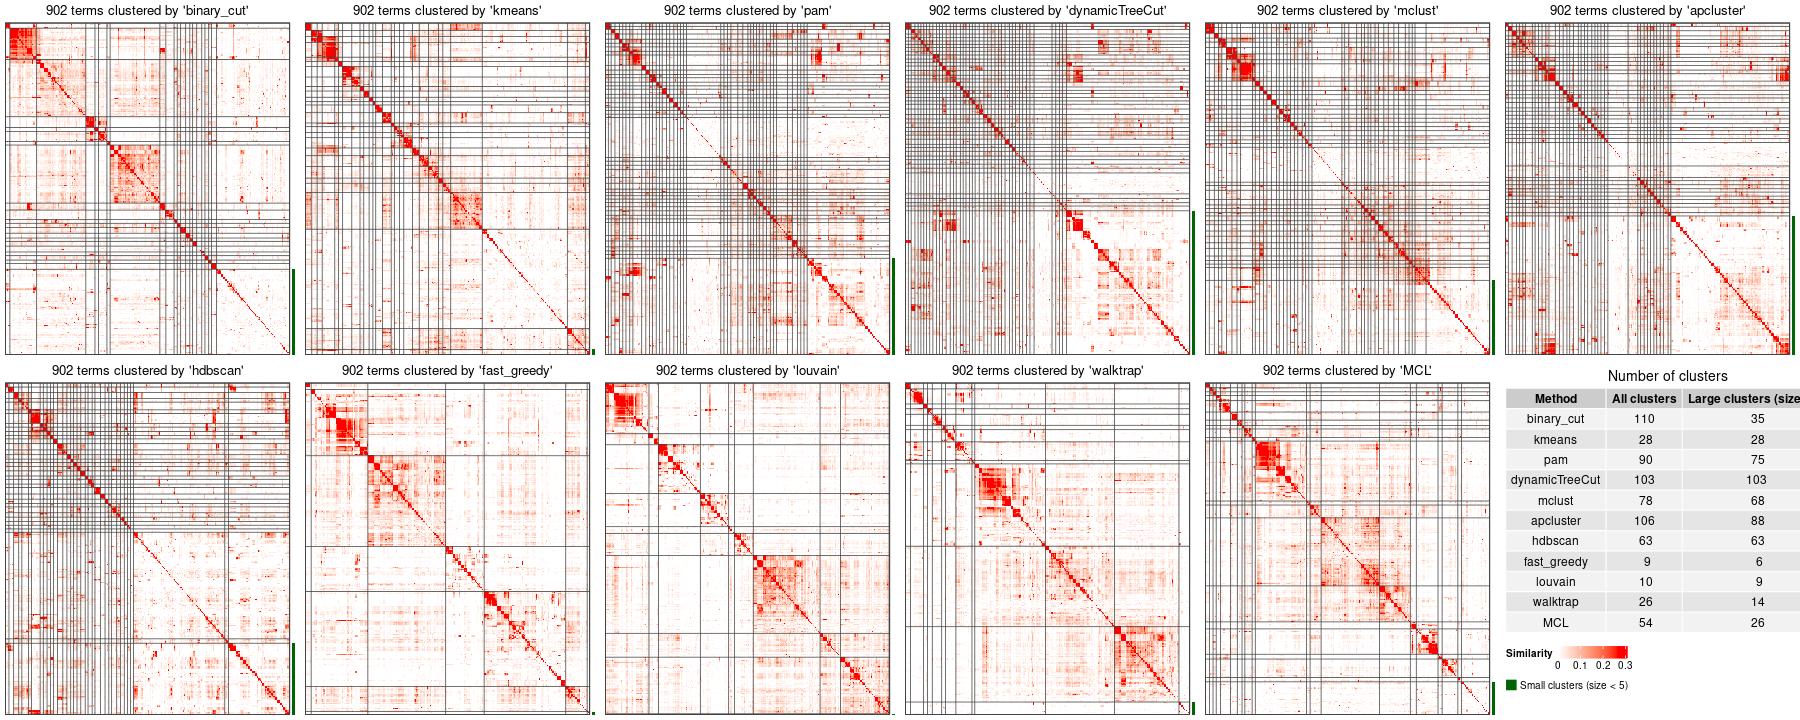 902 terms clustered by 'binary_cut'
902 terms clustered by 'kmeans'
902 terms clustered by 'pam'
902 terms clustered by 'dynamicTreeCut'
902 terms clustered by 'mclust'
902 terms clustered by 'apcluster'
902 terms clustered by 'hdbscan'
902 terms clustered by 'fast_greedy'
902 terms clustered by 'louvain'
902 terms clustered by 'walktrap'
902 terms clustered by 'MCL'
Number of clusters
Method All clusters Large clusters (size
binary_cut 110 35
kmeans 28 28
pam 90 75
dynamicTreeCut 103 103
mclust 78 68
apcluster 106 88
hdbscan 63 63
fast_greedy 9 6
louvain 10 9
walktrap 26 14
MCL 54 26
Similarity
0 0.1 0.2 0.3
Small clusters (size < 5)